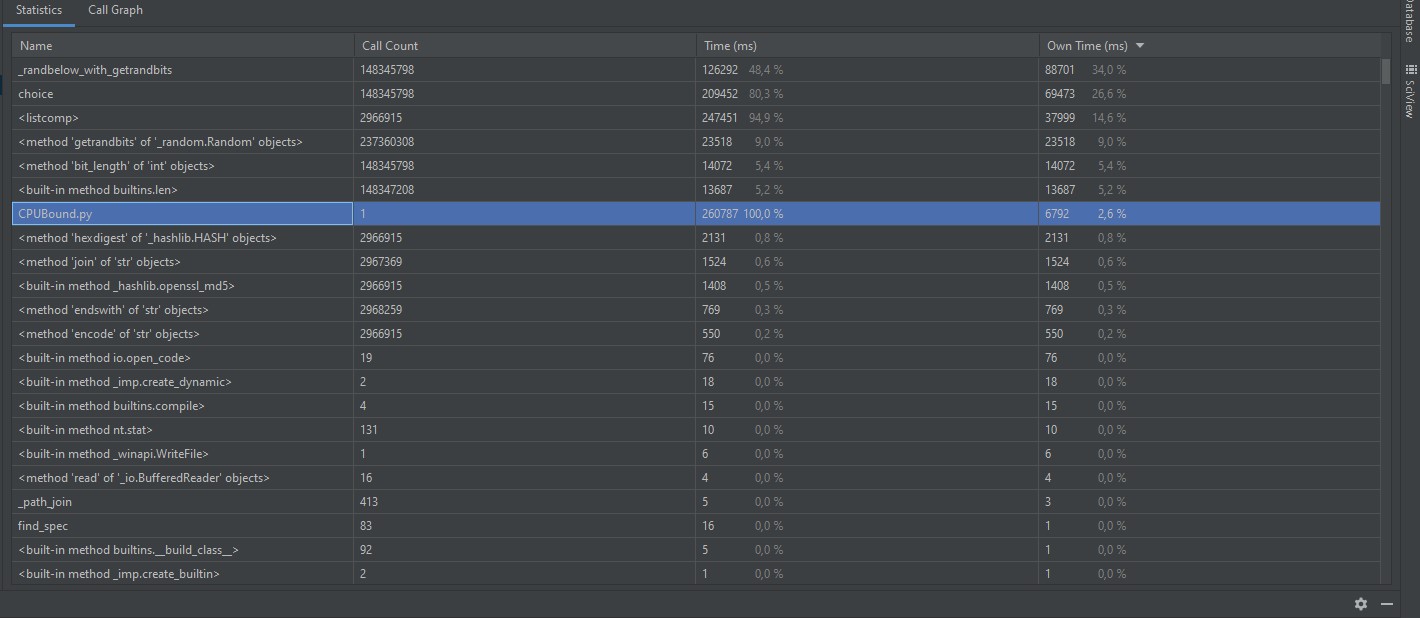 Statistics Call Graph
Name Call Count Time (ms) Own Time (ms)
_randbelow_with_getrandbits 148345798 126292 48,4 % 88701 34,0 %
choice 148345798 209452 80,3 % 69473 26,6 %
<listcomp> 2966915 247451 94,9 % 37999 14,6 %
<method 'getrandbits' of '_random.Random' objects> 237360308 23518 9,0 % 23518 9,0 %
<method 'bit_length' of 'int' objects> 148345798 14072 5,4 % 14072 5,4 %
<built-in method builtins.len> 148347208 13687 5,2 % 13687 5,2 %
CPUBound.py 1 260787 100,0 % 6792 2,6 %
<method 'hexdigest' of '_hashlib.HASH' objects> 2966915 2131 0,8 % 2131 0,8 %
<method 'join' of 'str' objects> 2967369 1524 0,6 % 1524 0,6 %
<built-in method _hashlib.openssl_md5> 2966915 1408 0,5 % 1408 0,5 %
<method 'endswith' of 'str' objects> 2968259 769 0,3 % 769 0,3 %
<method 'encode' of 'str' objects> 2966915 550 0,2 % 550 0,2 %
<built-in method io.open_code> 19 76 0,0 % 76 0,0 %
<built-in method _imp.create_dynamic> 2 18 0,0 % 18 0,0 %
<built-in method builtins.compile> 4 15 0,0 % 15 0,0 %
<built-in method nt.stat> 131 10 0,0 % 10 0,0 %
<built-in method _winapi.WriteFile> 1 6 0,0 % 6 0,0 %
<method 'read' of '_io.BufferedReader' objects> 16 4 0,0 % 4 0,0 %
_path_join 413 5 0,0 % 3 0,0 %
find_spec 83 16 0,0 % 1 0,0 %
<built-in method builtins.__build_class__> 92 5 0,0 % 1 0,0 %
<built-in method _imp.create_builtin> 2 1 0,0 % 1 0,0 %
Database
SciView